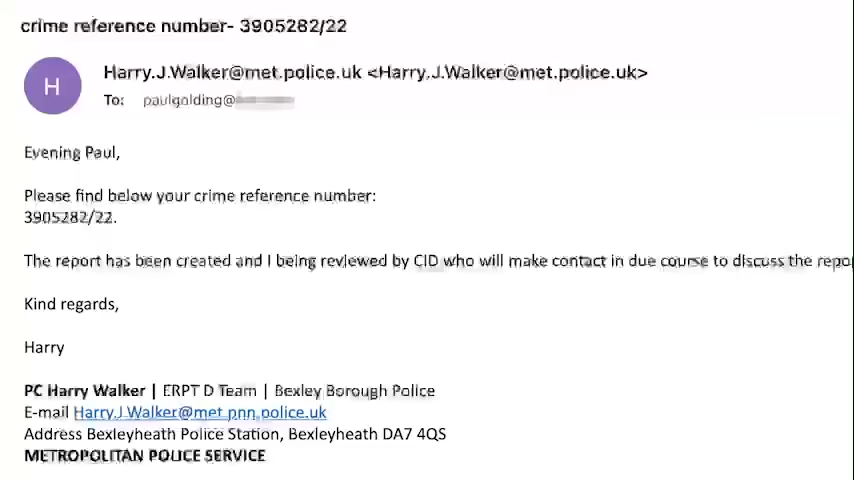 crime reference number- 3905282/22
H
Harry.J.Walker@met.police.uk <Harry.J.Walker@met.police.uk>
To: paulgolding@
Evening Paul,
Please find below your crime reference number:
3905282/22.
The report has been created and I being reviewed by CID who will make contact in due course to discuss the repor
Kind regards,
Harry
PC Harry Walker | ERPT D Team | Bexley Borough Police
E-mail Harry.J.Walker@met.pnn.police.uk
Address Bexleyheath Police Station, Bexleyheath DA7 4QS
METROPOLITAN POLICE SERVICE